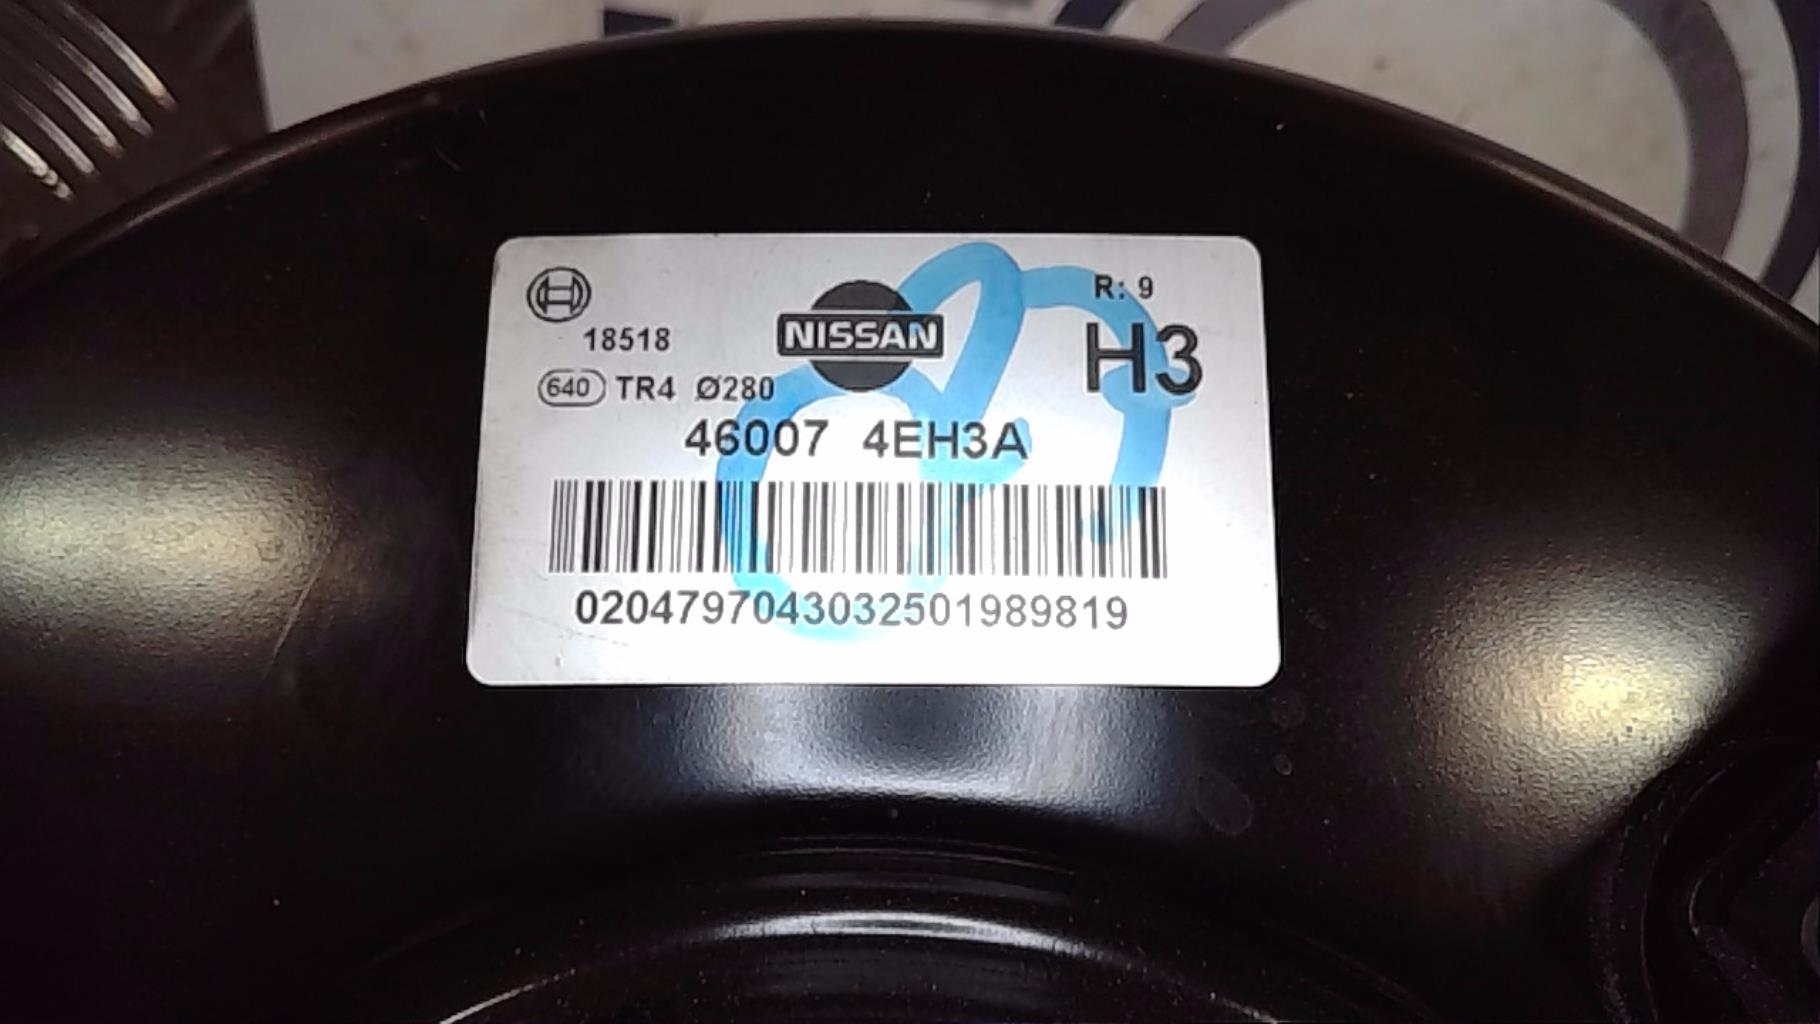 R: 9
18518
NISSAN
H3
640 TR4 Ø280
46007 4EH3A
0204797043032501989819